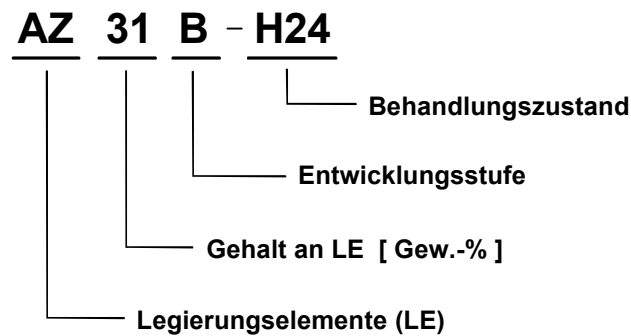 AZ 31 B - H24
Behandlungszustand
Entwicklungsstufe
Gehalt an LE [ Gew.-% ]
Legierungselemente (LE)